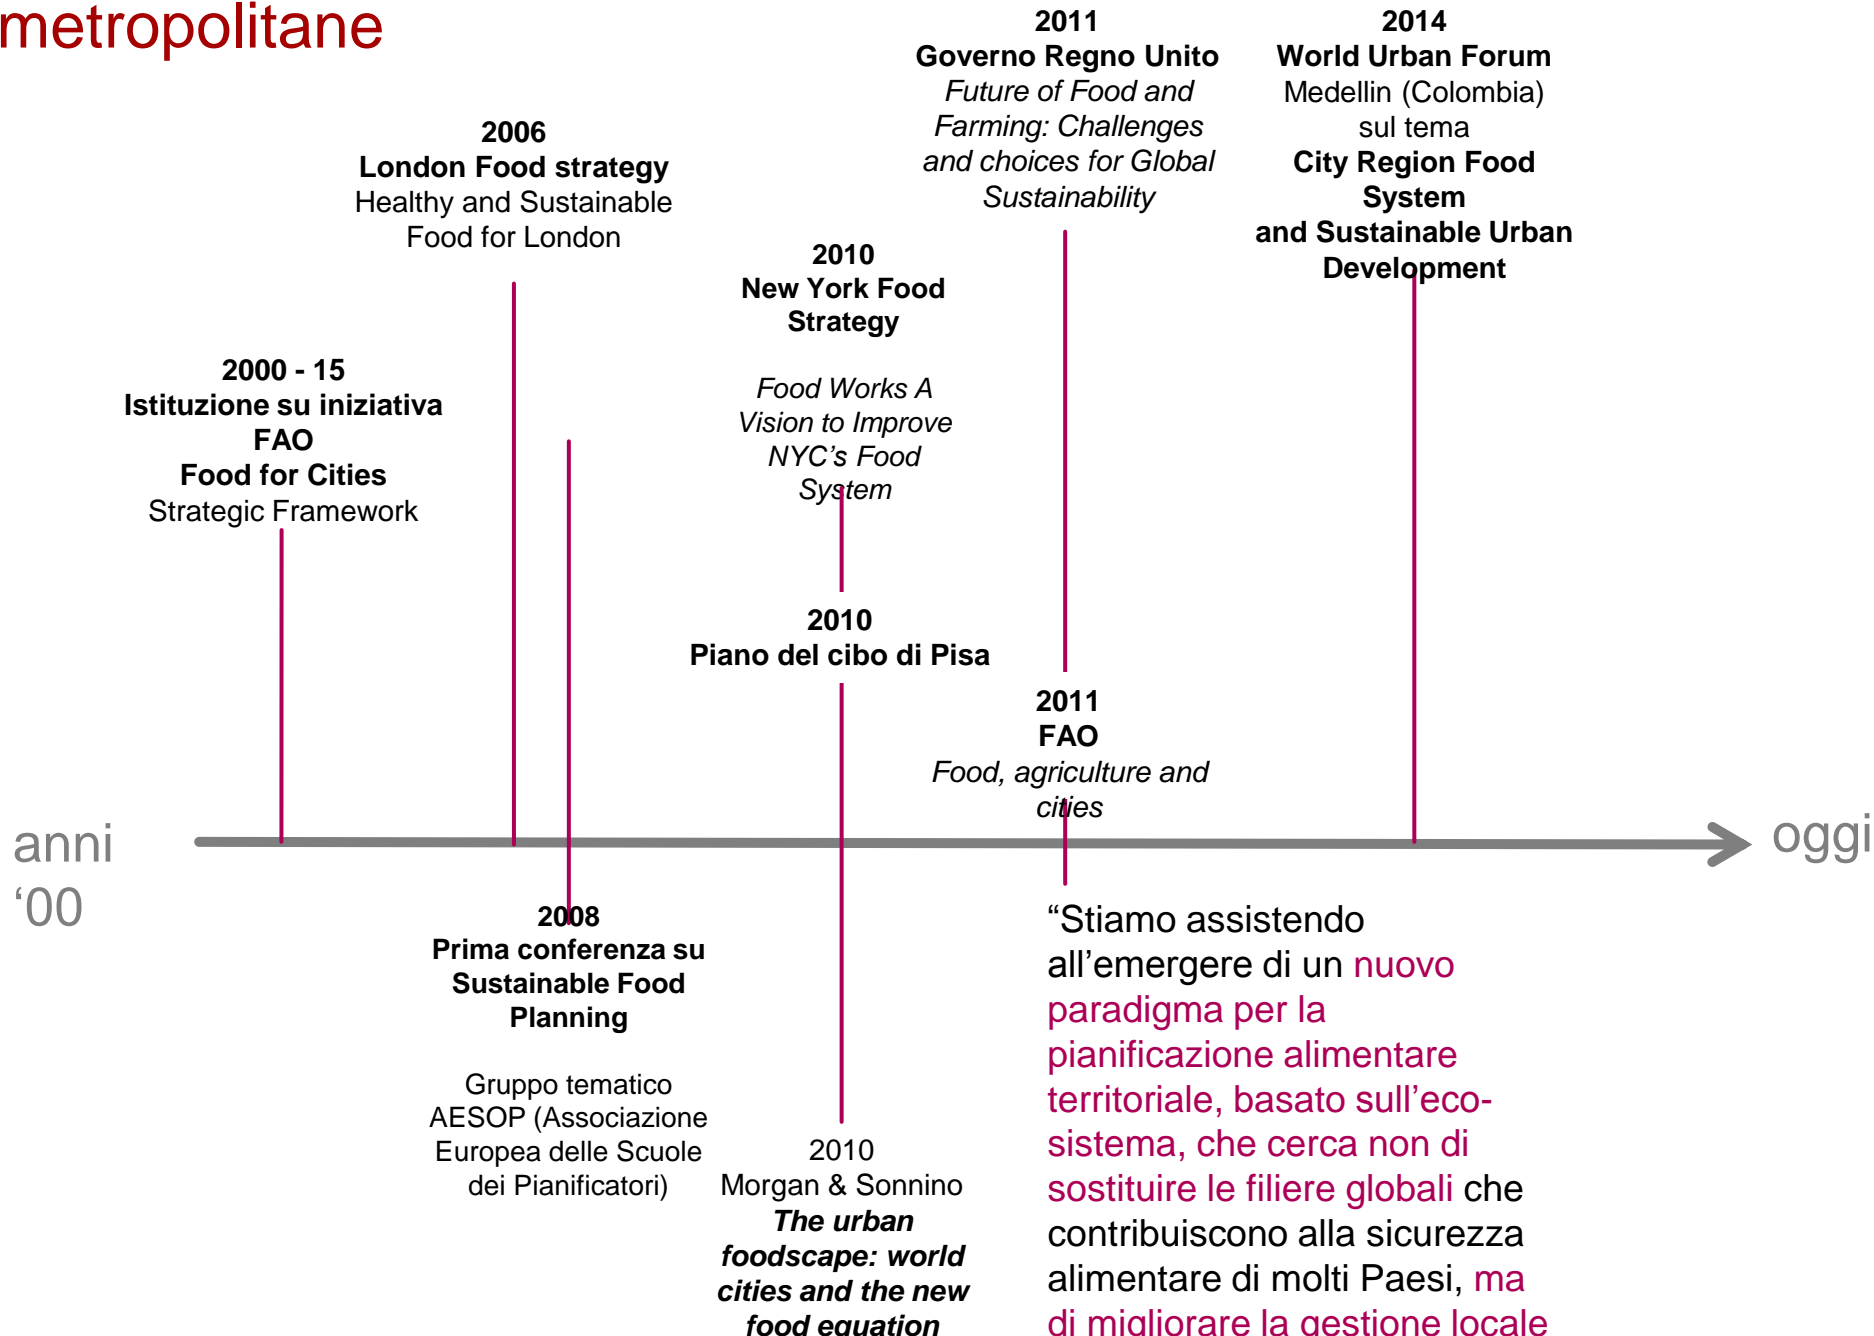 metropolitane
2011
Governo Regno Unito
Future of Food and
Farming: Challenges
and choices for Global
Sustainability
2014
World Urban Forum
Medellin (Colombia)
sul tema
City Region Food
System
and Sustainable Urban
Development
2006
London Food strategy
Healthy and Sustainable
Food for London
2010
New York Food
Strategy
Food Works A
Vision to Improve
NYC’s Food
System
2000 - 15
Istituzione su iniziativa
FAO
Food for Cities
Strategic Framework
2010
Piano del cibo di Pisa
2011
FAO
Food, agriculture and
cities
anni
‘00
oggi
2008
Prima conferenza su
Sustainable Food
Planning
Gruppo tematico
AESOP (Associazione
Europea delle Scuole
dei Pianificatori)
2010
Morgan & Sonnino
The urban
foodscape: world
cities and the new
food equation
“Stiamo assistendo
all’emergere di un nuovo
paradigma per la
pianificazione alimentare
territoriale, basato sull’eco-
sistema, che cerca non di
sostituire le filiere globali che
contribuiscono alla sicurezza
alimentare di molti Paesi, ma
di migliorare la gestione locale